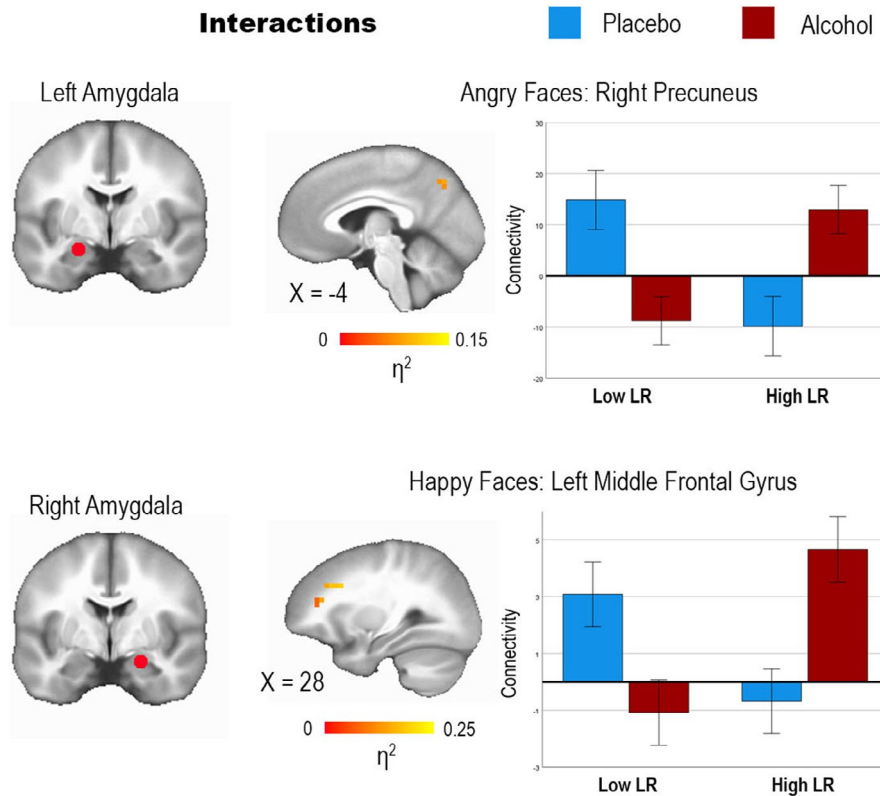 Interactions
Placebo
Alcohol
Left Amygdala
Angry Faces: Right Precuneus
X = -4
0
0.15
η²
Connectivity
30
20
10
0
-10
-20
Low LR
High LR
Right Amygdala
Happy Faces: Left Middle Frontal Gyrus
X = 28
0
0.25
η²
Connectivity
5
3
1
-1
-3
Low LR
High LR